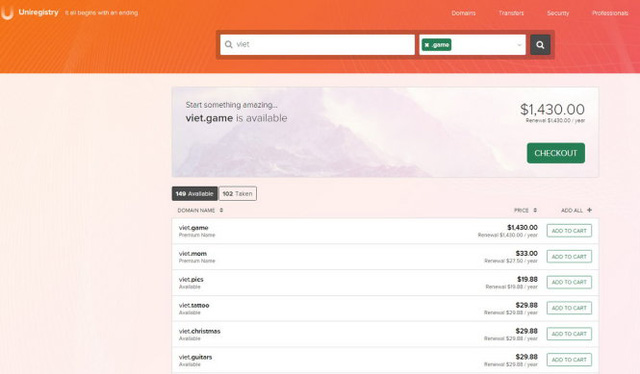 Uniregistry It all begins with an ending
Domains Transfers Security Professionals
viet .game
Start something amazing...
viet.game is available
$1,430.00
Renewal $1,430.00 / year
CHECKOUT
149 Available 102 Taken
DOMAIN NAME PRICE ADD ALL +
viet.game $1,430.00 ADD TO CART
Premium Name Renewal $1,430.00 / year
viet.mom $33.00 ADD TO CART
Premium Name Renewal $27.50 / year
viet.pics $19.88 ADD TO CART
Available Renewal $19.88 / year
viet.tattoo $29.88 ADD TO CART
Available Renewal $29.88 / year
viet.christmas $29.88 ADD TO CART
Available Renewal $29.88 / year
viet.guitars $29.88 ADD TO CART
Available Renewal $29.88 / year